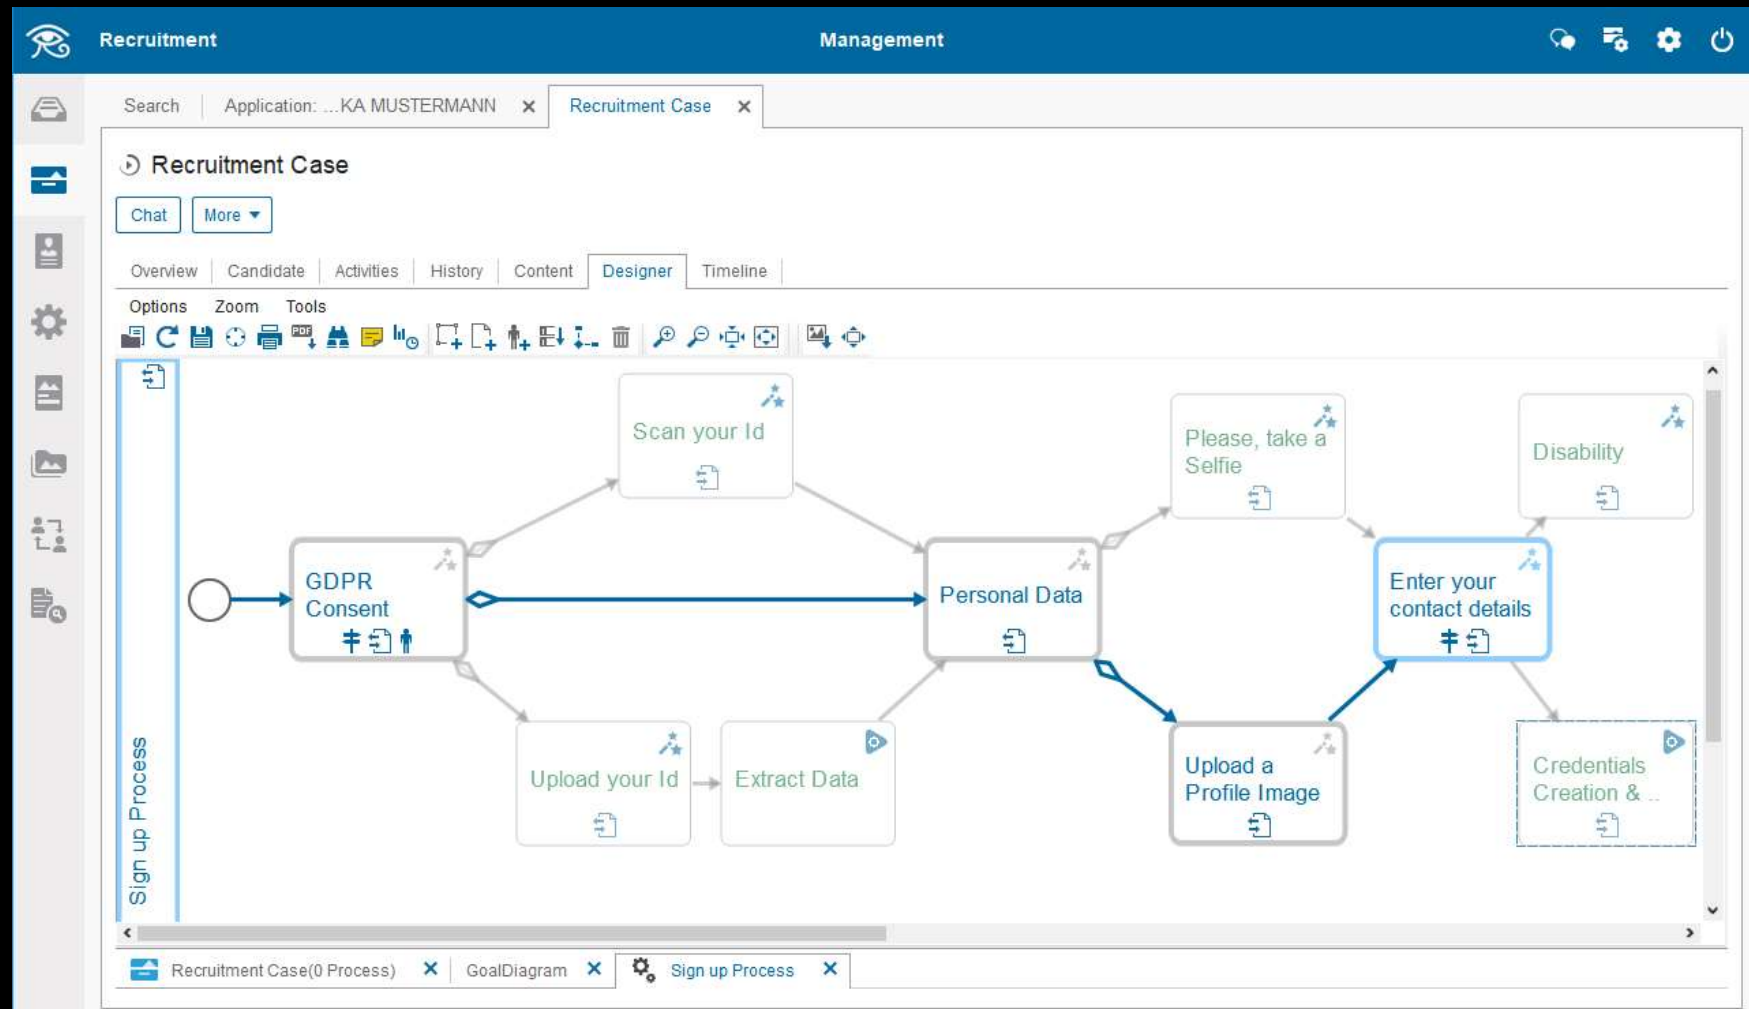 Recruitment
Management
Search
Application: ...KA MUSTERMANN
Recruitment Case
Recruitment Case
Chat
More
Overview
Candidate
Activities
History
Content
Designer
Timeline
Options
Zoom
Tools
PDF
Scan your Id
Please, take a
Selfie
Disability
GDPR
Consent
Personal Data
Enter your
contact details
Upload your Id
Extract Data
Upload a
Profile Image
Credentials
Creation & ..
Sign up Process
Recruitment Case(0 Process)
GoalDiagram
Sign up Process